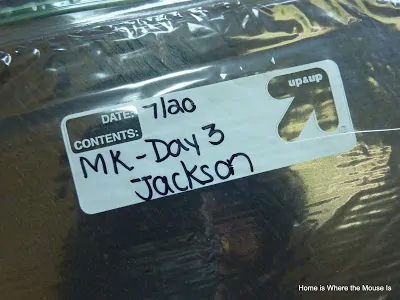 DATE: 7/20
up&up
CONTENTS:
MK - Day 3
Jackson
Home is Where the Mouse Is